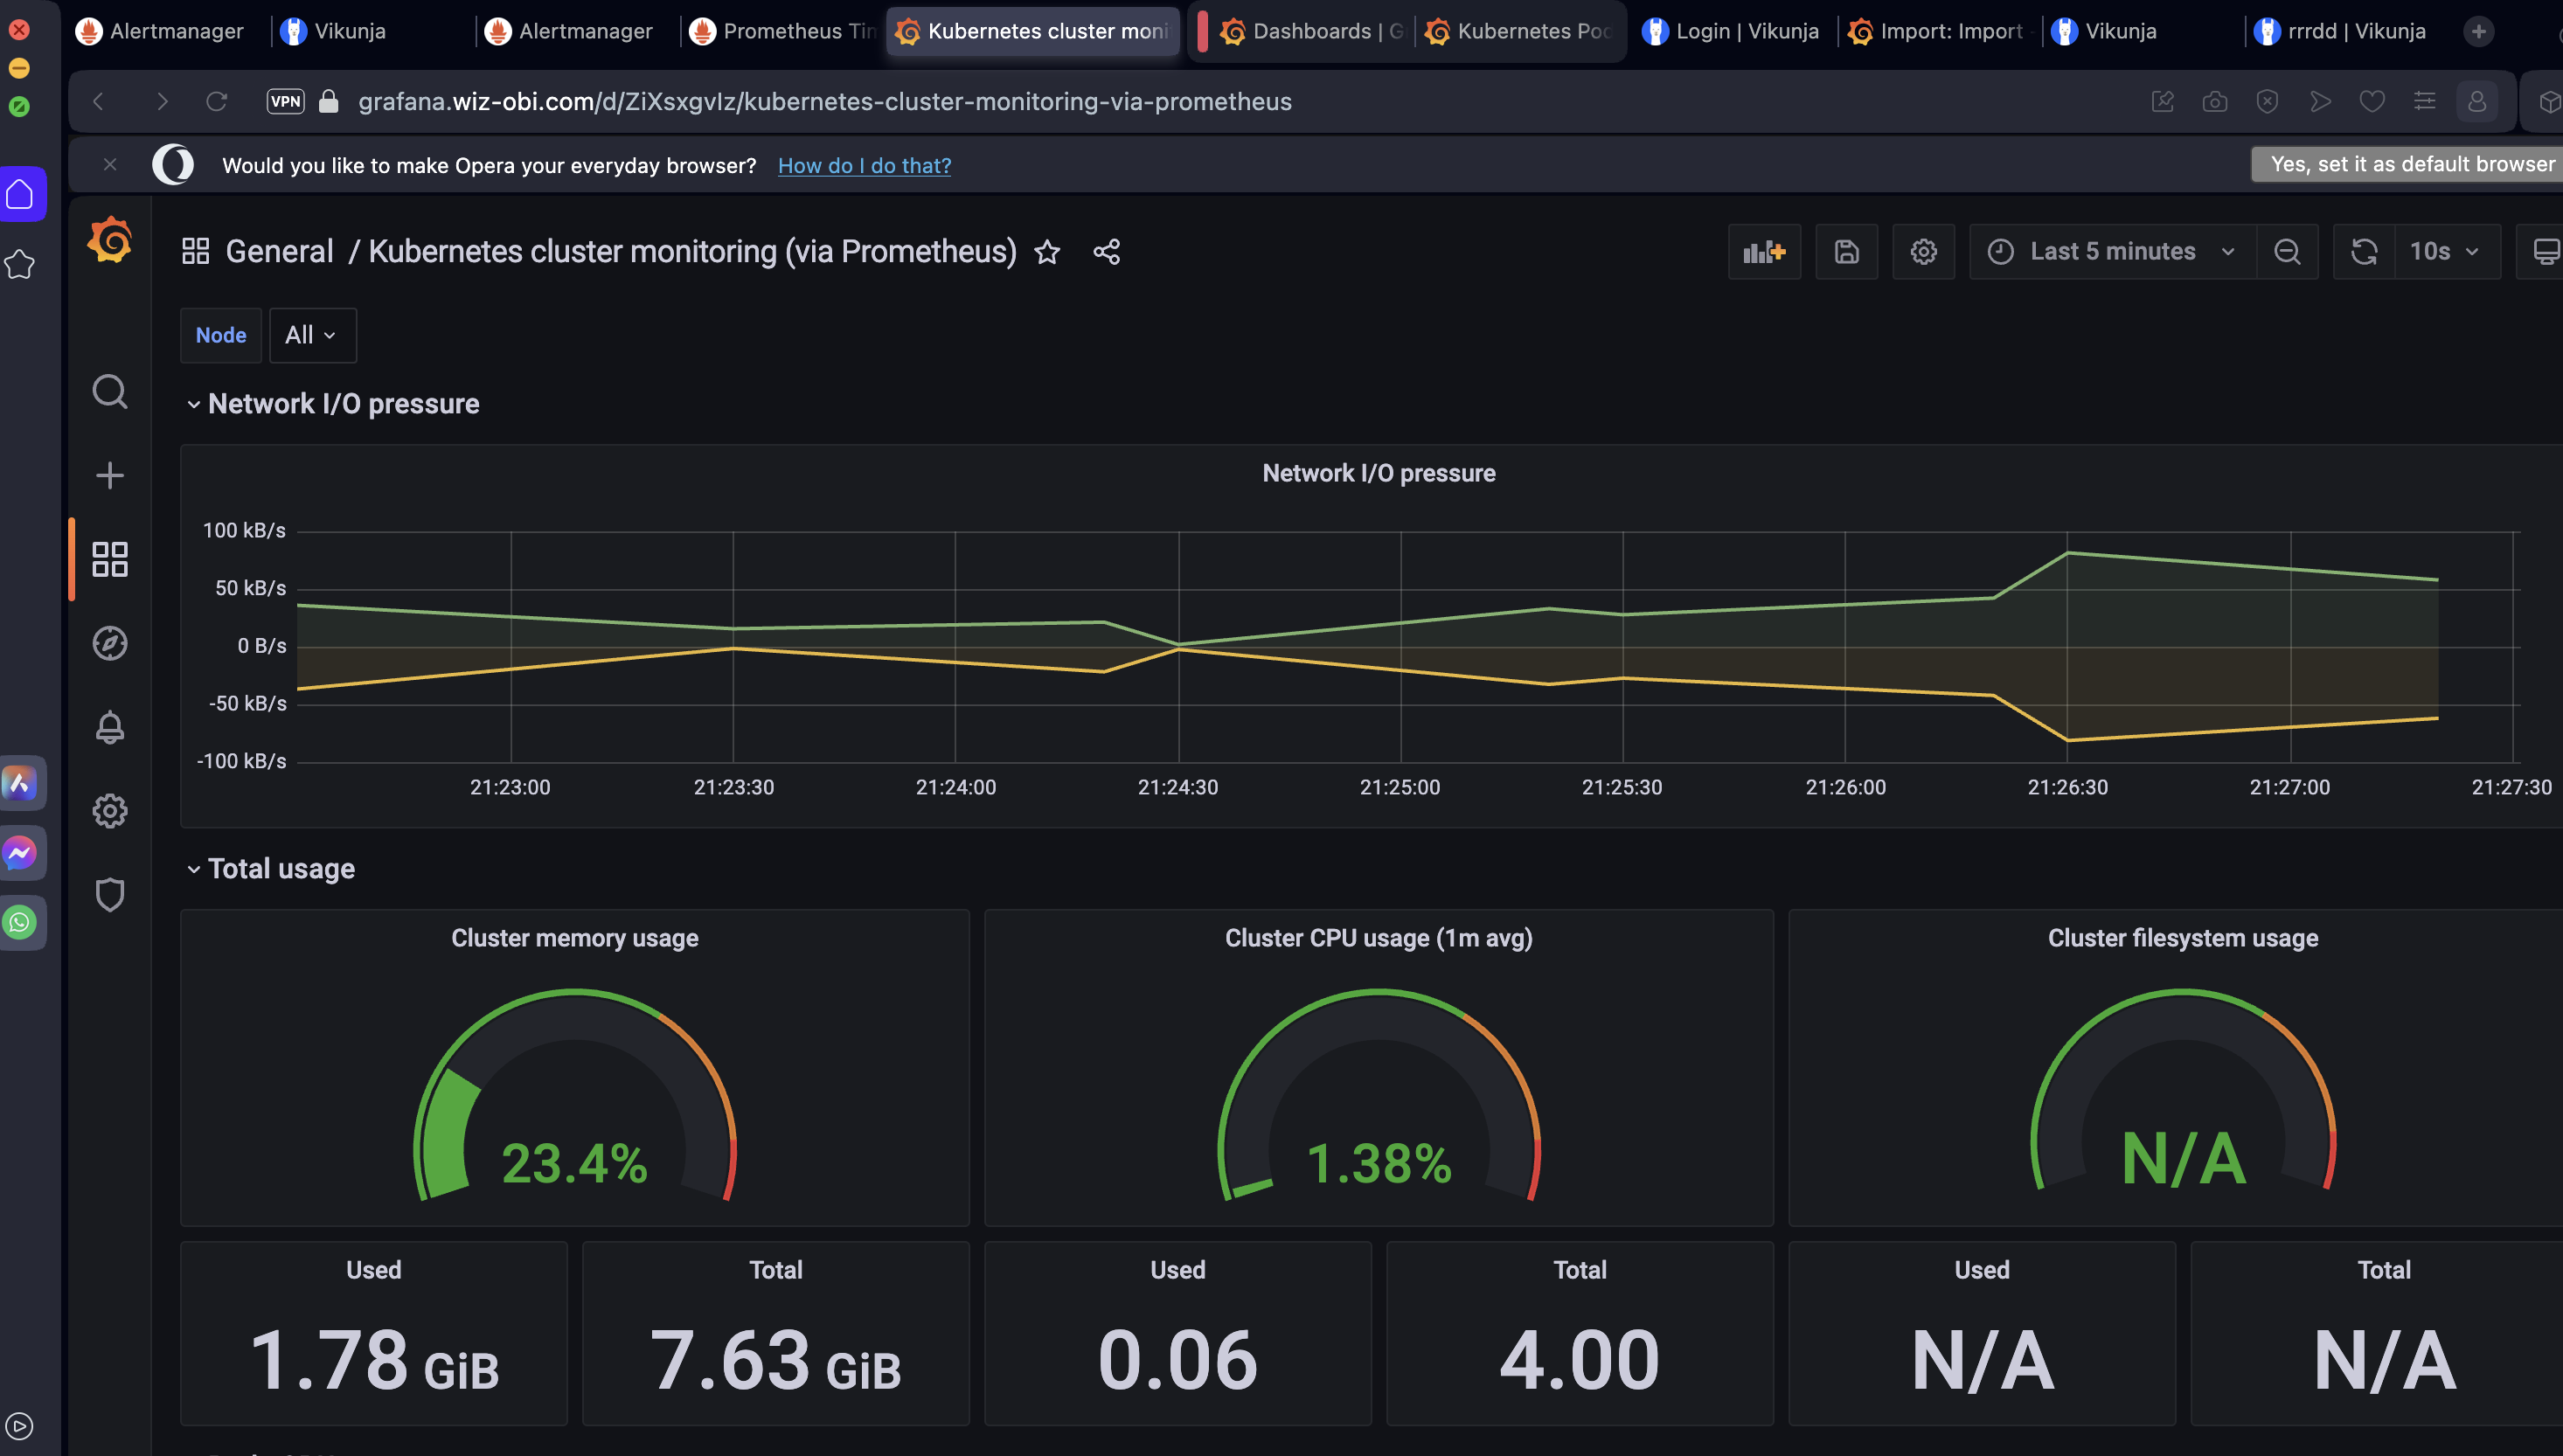 Alertmanager
Vikunja
Alertmanager
Prometheus Tim
Kubernetes cluster moni
Dashboards | G
Kubernetes Poc
Login | Vikunja
Import: Import -
Vikunja
rrrdd | Vikunja
VPN
grafana.wiz-obi.com/d/ZiXsxgvIz/kubernetes-cluster-monitoring-via-prometheus
Would you like to make Opera your everyday browser? How do I do that?
Yes, set it as default browser
General / Kubernetes cluster monitoring (via Prometheus)
Last 5 minutes
10s
Node
All
Network I/O pressure
Network I/O pressure
100 kB/s
50 kB/s
0 B/s
-50 kB/s
-100 kB/s
21:23:00 21:23:30 21:24:00 21:24:30 21:25:00 21:25:30 21:26:00 21:26:30 21:27:00 21:27:30
Total usage
Cluster memory usage
23.4%
Cluster CPU usage (1m avg)
1.38%
Cluster filesystem usage
N/A
Used
1.78 GiB
Total
7.63 GiB
Used
0.06
Total
4.00
Used
N/A
Total
N/A